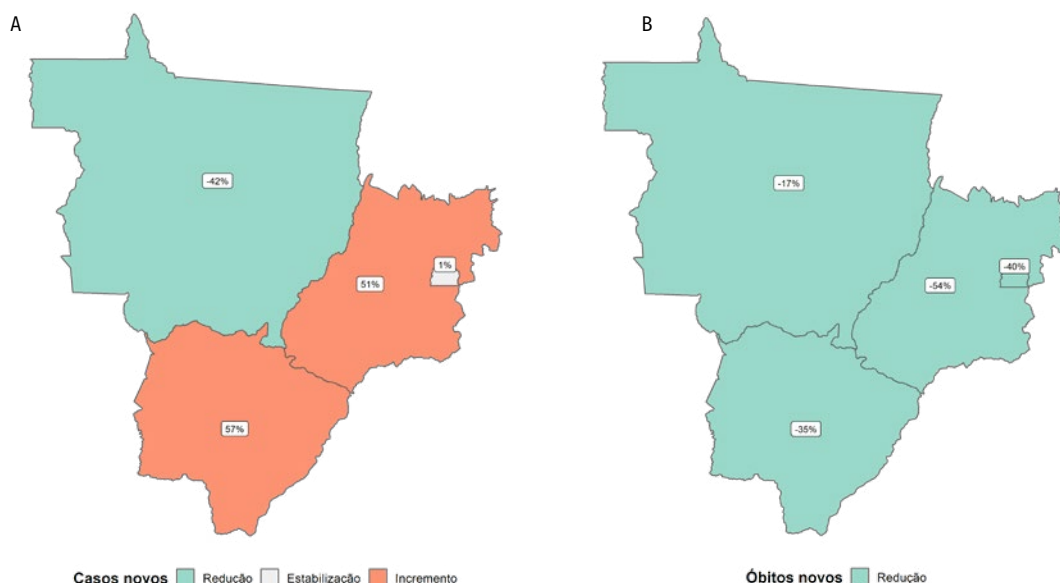 A
B
-42%
1%
51%
57%
-17%
-40%
-54%
-35%
Casos novos Redução Estabilização Incremento
Óbitos novos Redução